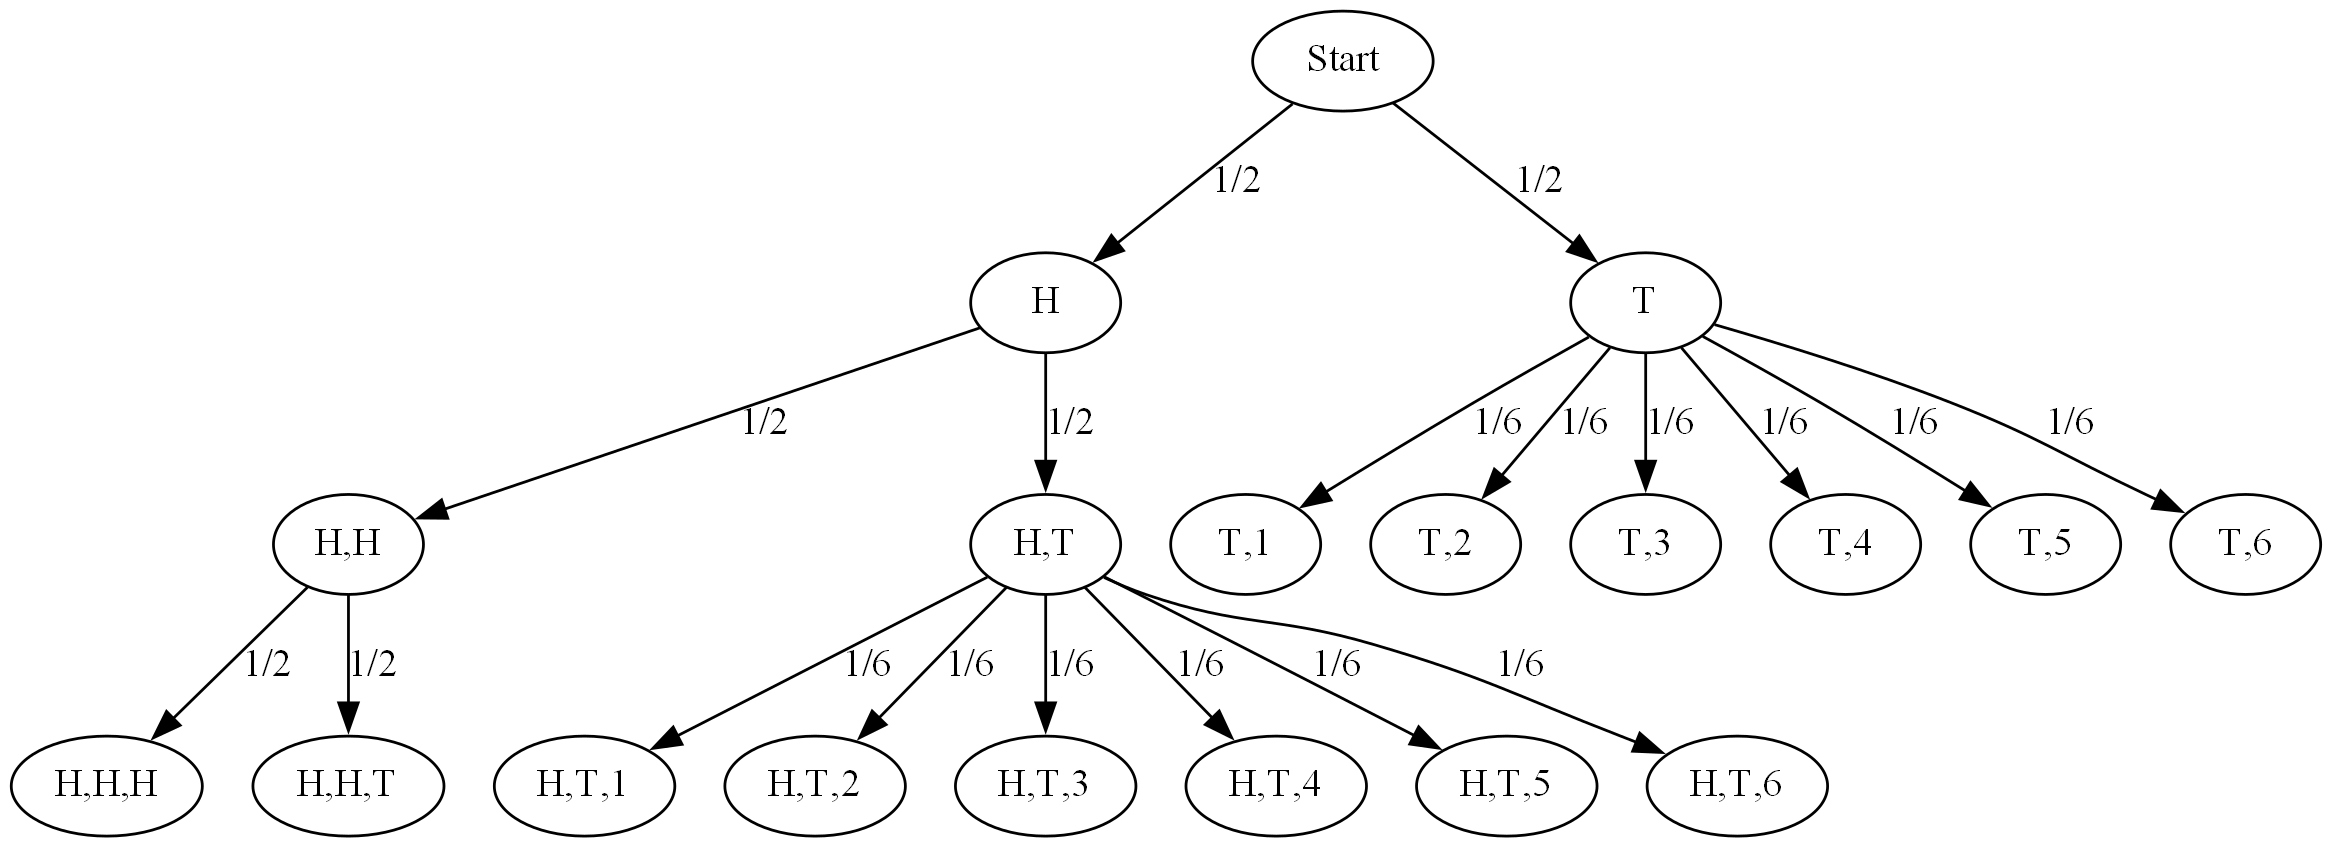 Start
1/2
1/2
H
T
1/2
1/2
1/6
1/6
1/6
1/6
1/6
1/6
H,H
H,T
T,1
T,2
T,3
T,4
T,5
T,6
1/2
1/2
1/6
1/6
1/6
1/6
1/6
1/6
H,H,H
H,H,T
H,T,1
H,T,2
H,T,3
H,T,4
H,T,5
H,T,6